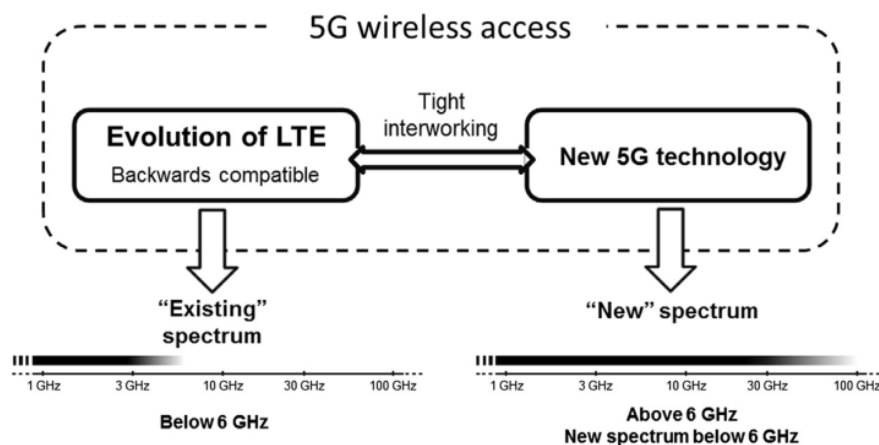 5G wireless access
Evolution of LTE
Backwards compatible
Tight
interworking
New 5G technology
“Existing”
spectrum
“New” spectrum
1 GHz 3 GHz 10 GHz 30 GHz 100 GHz
Below 6 GHz
1 GHz 3 GHz 10 GHz 30 GHz 100 GHz
Above 6 GHz
New spectrum below 6 GHz